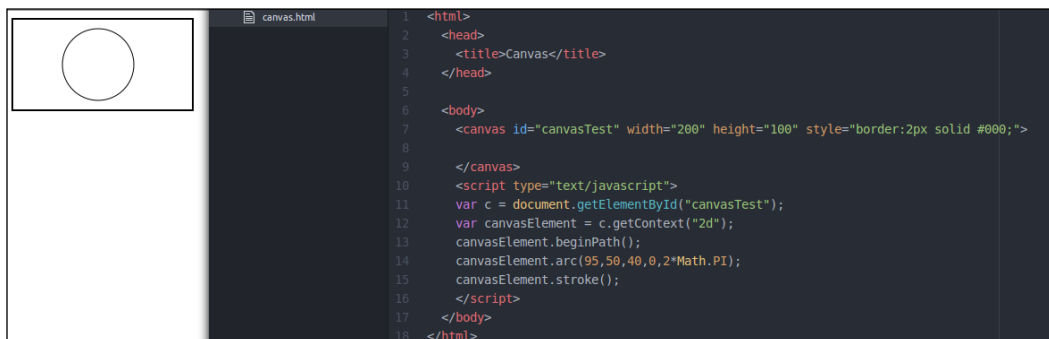 canvas.html
1 <html>
2 <head>
3 <title>Canvas</title>
4 </head>
5
6 <body>
7 <canvas id="canvasTest" width="200" height="100" style="border:2px solid #000;">
8
9 </canvas>
10 <script type="text/javascript">
11 var c = document.getElementById("canvasTest");
12 var canvasElement = c.getContext("2d");
13 canvasElement.beginPath();
14 canvasElement.arc(95,50,40,0,2*Math.PI);
15 canvasElement.stroke();
16 </script>
17 </body>
18 </html>